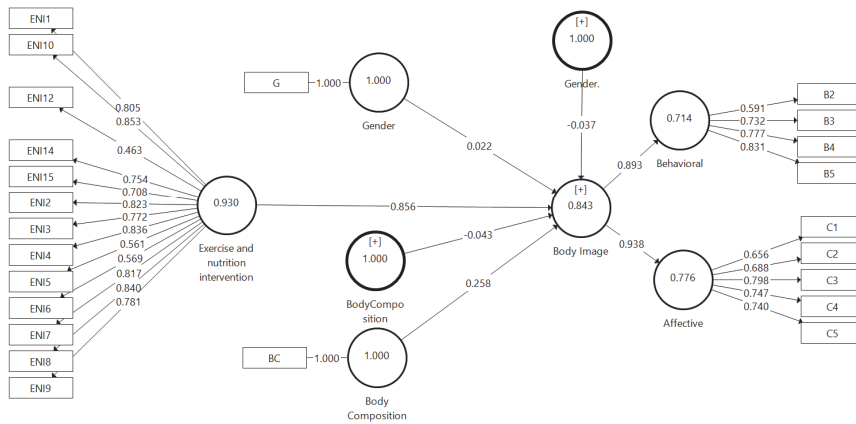 ENI1
ENI10
ENI12
ENI14
ENI15
ENI2
ENI3
ENI4
ENI5
ENI6
ENI7
ENI8
ENI9
0.805
0.853
0.463
0.754
0.708
0.823
0.772
0.836
0.561
0.569
0.817
0.840
0.781
0.930
Exercise and
nutrition
intervention
G
1.000
1.000
Gender
[+]
1.000
Gender.
-0.037
0.022
0.856
[+]
1.000
BodyCompo
sition
-0.043
0.258
BC
1.000
1.000
Body
Composition
[+]
0.843
Body Image
0.893
0.938
0.714
Behavioral
0.591
0.732
0.777
0.831
B2
B3
B4
B5
0.776
Affective
0.656
0.688
0.798
0.747
0.740
C1
C2
C3
C4
C5